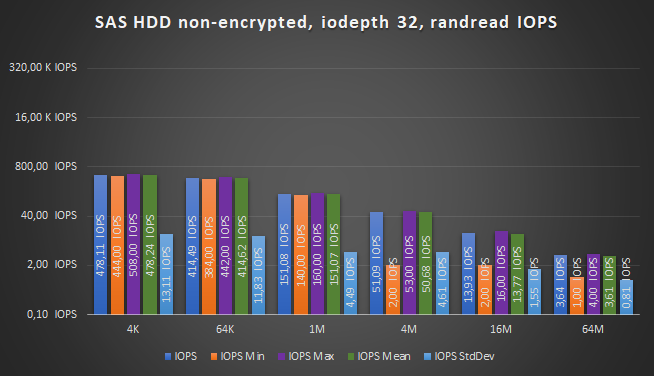 SAS HDD non-encrypted, iodepth 32, randread IOPS
320,00 K IOPS
16,00 K IOPS
800,00 IOPS
40,00 IOPS
2,00 IOPS
0,10 IOPS
478,11 IOPS
444,00 IOPS
508,00 IOPS
478,24 IOPS
13,11 IOPS
414,49 IOPS
384,00 IOPS
442,00 IOPS
414,62 IOPS
11,83 IOPS
151,08 IOPS
140,00 IOPS
160,00 IOPS
151,07 IOPS
4,49 IOPS
51,09 IOPS
2,00 IOPS
53,00 IOPS
50,68 IOPS
4,61 IOPS
13,93 IOPS
2,00 IOPS
16,00 IOPS
13,77 IOPS
1,55 IOPS
3,64 IOPS
1,00 IOPS
4,00 IOPS
3,61 IOPS
0,81 IOPS
4K 64K 1M 4M 16M 64M
IOPS IOPS Min IOPS Max IOPS Mean IOPS StdDev